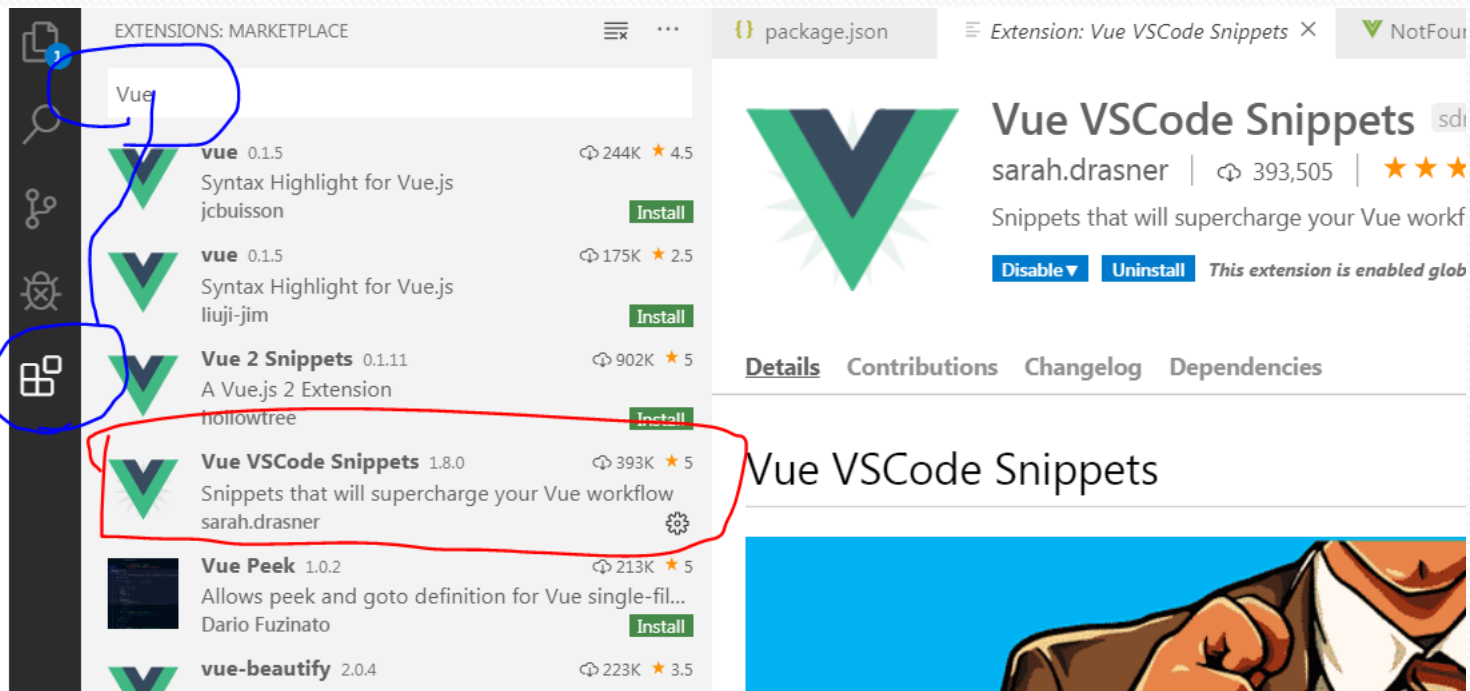 EXTENSIONS: MARKETPLACE
Vue
vue 0.1.5 244K ★ 4.5
Syntax Highlight for Vue.js
jcbuisson Install
vue 0.1.5 175K ★ 2.5
Syntax Highlight for Vue.js
liuji-jim Install
Vue 2 Snippets 0.1.11 902K ★ 5
A Vue.js 2 Extension
hollowtree Install
Vue VSCode Snippets 1.8.0 393K ★ 5
Snippets that will supercharge your Vue workflow
sarah.drasner
Vue Peek 1.0.2 213K ★ 5
Allows peek and goto definition for Vue single-fil...
Dario Fuzinato Install
vue-beautify 2.0.4 223K ★ 3.5
{} package.json Extension: Vue VSCode Snippets × NotFou
Vue VSCode Snippets
sarah.drasner | 393,505 | ★ ★ ★
Snippets that will supercharge your Vue workf
Disable▼ Uninstall This extension is enabled glob
Details Contributions Changelog Dependencies
Vue VSCode Snippets